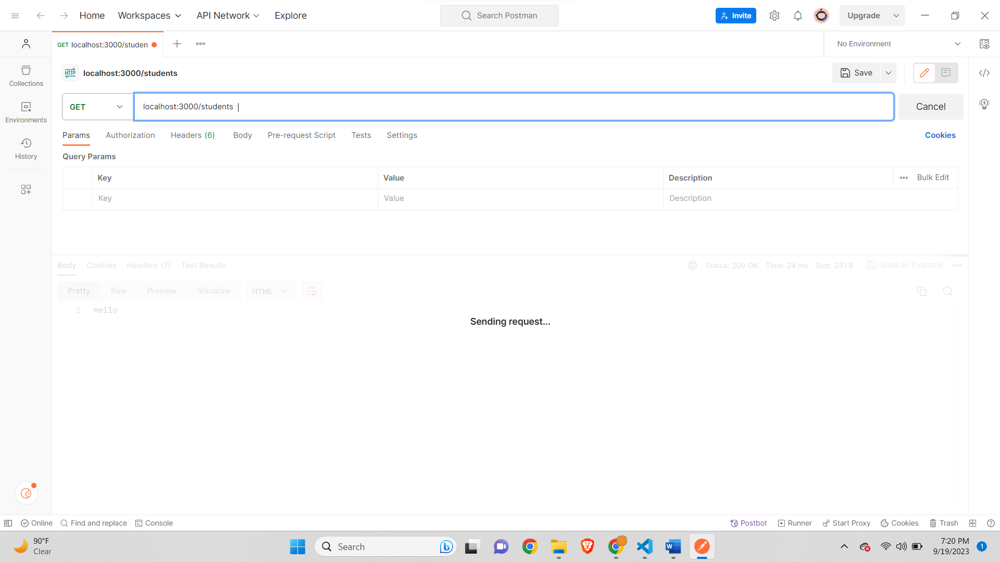 Home Workspaces API Network Explore Search Postman Invite Upgrade
GET localhost:3000/studen No Environment
HTTP localhost:3000/students Save
GET localhost:3000/students Cancel
Params Authorization Headers (6) Body Pre-request Script Tests Settings Cookies
Query Params
Key Value Description Bulk Edit
Key Value Description
Collections
Environments
History
Body Cookies Headers (7) Test Results Status: 200 OK Time: 24 ms Size: 231 B Save as Example
Pretty Raw Preview Visualize HTML
1 Hello
Sending request...
Online Find and replace Console Postbot Runner Start Proxy Cookies Trash
90°F
Clear
Search
W
7:20 PM
9/19/2023
1